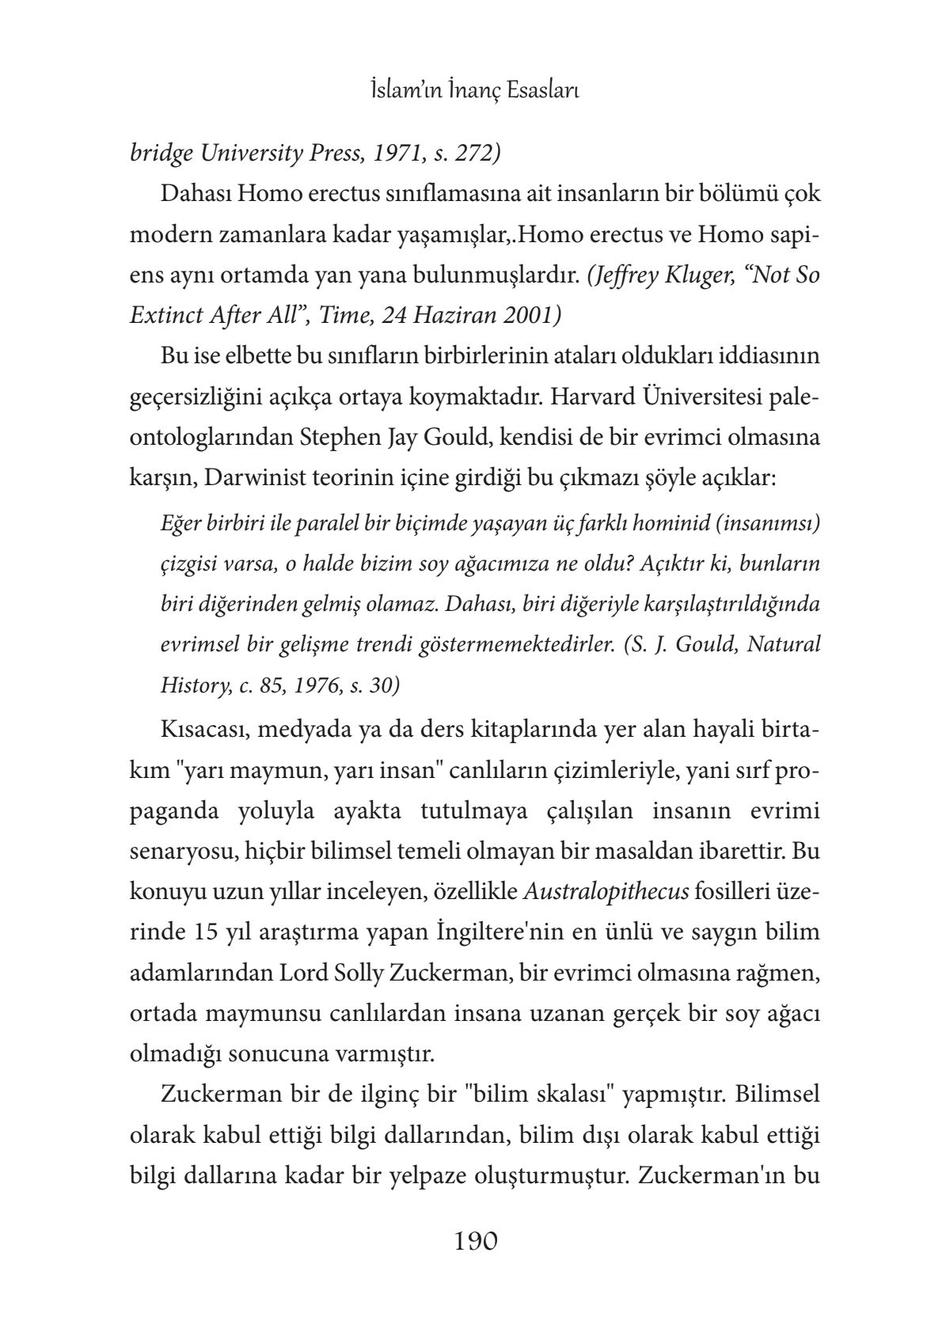 İslam’ın İnanç Esasları
bridge University Press, 1971, s. 272)
Dahası Homo erectus sınıflamasına ait insanların bir bölümü çok
modern zamanlara kadar yaşamışlar,.Homo erectus ve Homo sapi-
ens aynı ortamda yan yana bulunmuşlardır. (Jeffrey Kluger, “Not So
Extinct After All”, Time, 24 Haziran 2001)
Bu ise elbette bu sınıfların birbirlerinin ataları oldukları iddiasının
geçersizliğini açıkça ortaya koymaktadır. Harvard Üniversitesi pale-
ontologlarından Stephen Jay Gould, kendisi de bir evrimci olmasına
karşın, Darwinist teorinin içine girdiği bu çıkmazı şöyle açıklar:
Eğer birbiri ile paralel bir biçimde yaşayan üç farklı hominid (insanımsı)
çizgisi varsa, o halde bizim soy ağacımıza ne oldu? Açıktır ki, bunların
biri diğerinden gelmiş olamaz. Dahası, biri diğeriyle karşılaştırıldığında
evrimsel bir gelişme trendi göstermemektedirler. (S. J. Gould, Natural
History, c. 85, 1976, s. 30)
Kısacası, medyada ya da ders kitaplarında yer alan hayali birta-
kım "yarı maymun, yarı insan" canlıların çizimleriyle, yani sırf pro-
paganda yoluyla ayakta tutulmaya çalışılan insanın evrimi
senaryosu, hiçbir bilimsel temeli olmayan bir masaldan ibarettir. Bu
konuyu uzun yıllar inceleyen, özellikle Australopithecus fosilleri üze-
rinde 15 yıl araştırma yapan İngiltere'nin en ünlü ve saygın bilim
adamlarından Lord Solly Zuckerman, bir evrimci olmasına rağmen,
ortada maymunsu canlılardan insana uzanan gerçek bir soy ağacı
olmadığı sonucuna varmıştır.
Zuckerman bir de ilginç bir "bilim skalası" yapmıştır. Bilimsel
olarak kabul ettiği bilgi dallarından, bilim dışı olarak kabul ettiği
bilgi dallarına kadar bir yelpaze oluşturmuştur. Zuckerman'ın bu
190